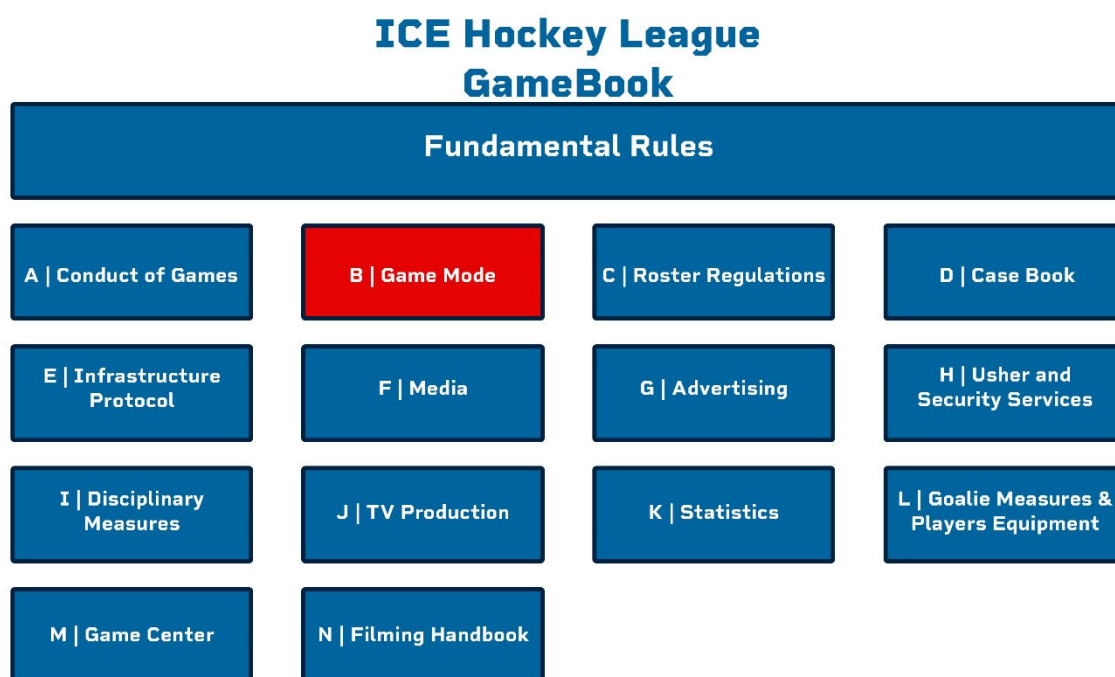 ICE Hockey League
GameBook
Fundamental Rules
A | Conduct of Games
B | Game Mode
C | Roster Regulations
D | Case Book
E | Infrastructure
Protocol
F | Media
G | Advertising
H | Usher and
Security Services
I | Disciplinary
Measures
J | TV Production
K | Statistics
L | Goalie Measures &
Players Equipment
M | Game Center
N | Filming Handbook